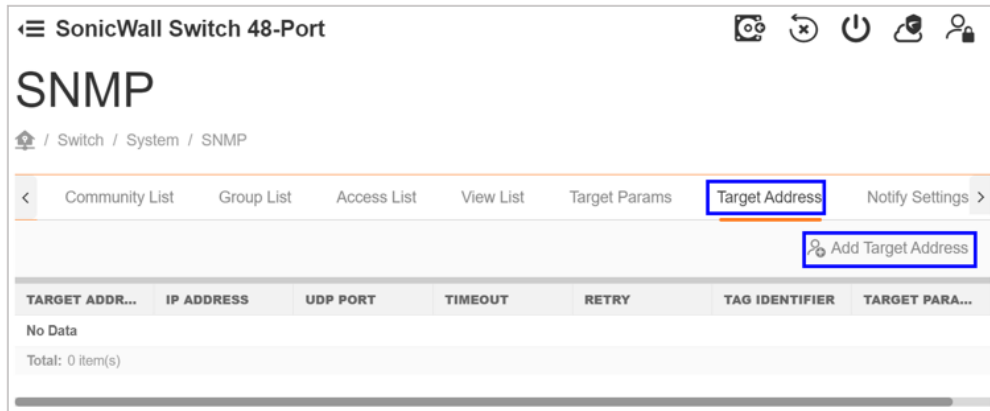 SonicWall Switch 48-Port
SNMP
/ Switch / System / SNMP
Community List Group List Access List View List Target Params Target Address Notify Settings
Add Target Address
TARGET ADDR... IP ADDRESS UDP PORT TIMEOUT RETRY TAG IDENTIFIER TARGET PARA...
No Data
Total: 0 item(s)